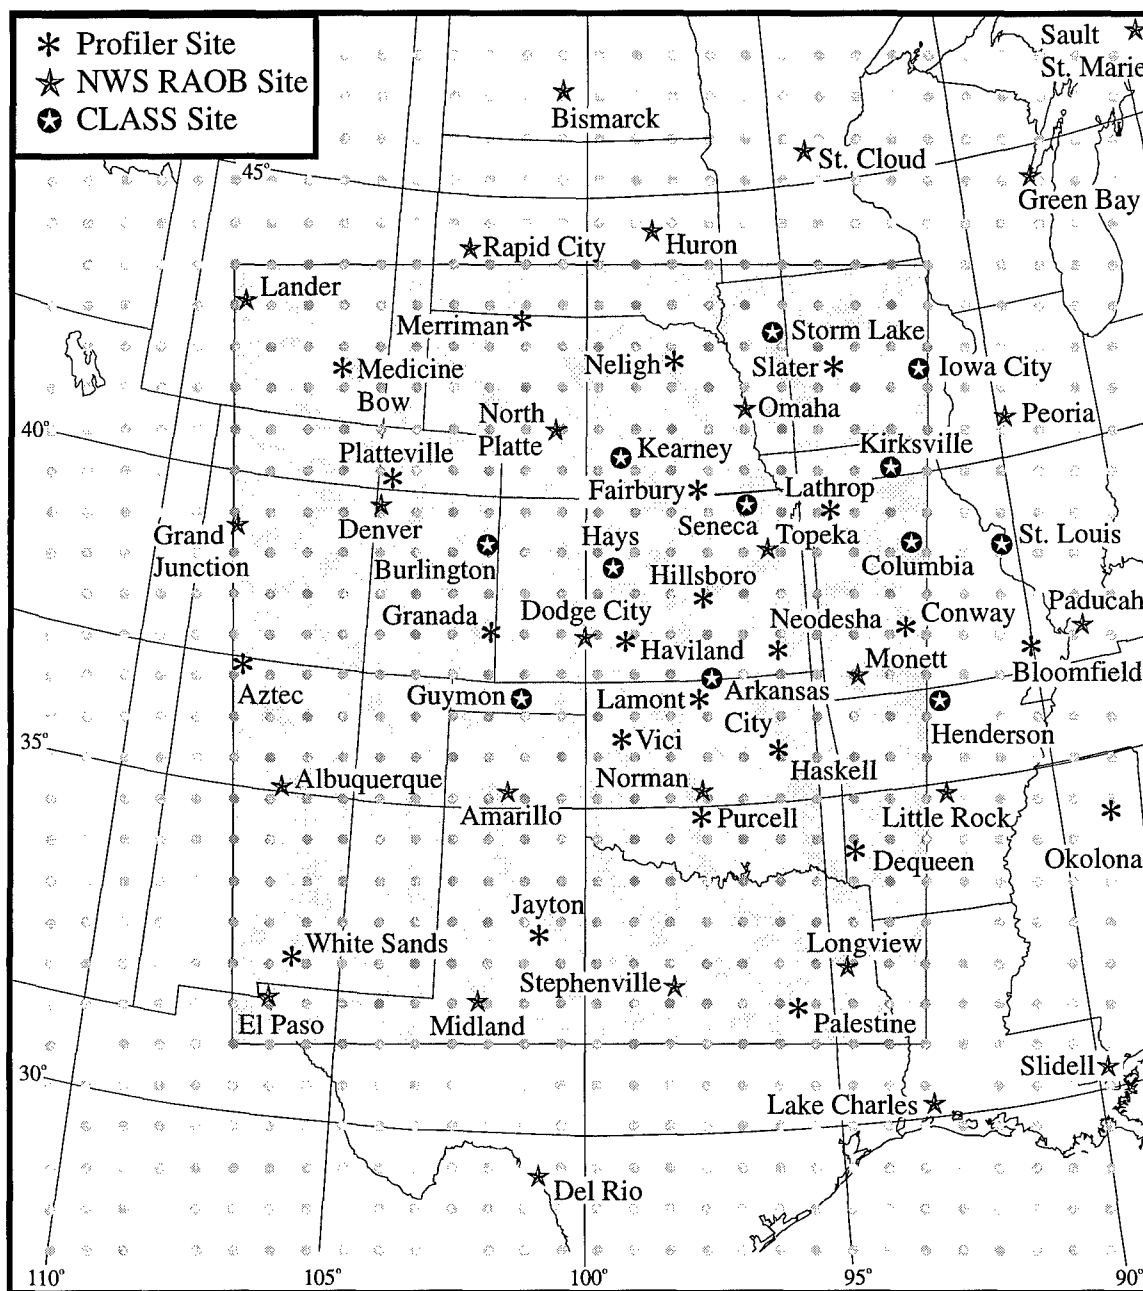 Profiler Site
NWS RAOB Site
CLASS Site
Sault
St. Marie
Bismarck
St. Cloud
Green Bay
45°
Rapid City
Huron
Lander
Merriman
Storm Lake
Neligh
Slater
Iowa City
Medicine
Bow
Omaha
Peoria
North
Platte
40°
Kearney
Kirksville
Platteville
Fairbury
Lathrop
Seneca
Denver
Grand
Junction
Topeka
St. Louis
Hays
Burlington
Columbia
Hillsboro
Granada
Dodge City
Neodesha
Conway
Paducah
Haviland
Monett
Bloomfield
Aztec
Guymon
Lamont
Arkansas
City
Henderson
35°
Vici
Haskell
Albuquerque
Norman
Amarillo
Purcell
Little Rock
Dequeen
Okolona
Jayton
White Sands
Longview
Stephenville
El Paso
Midland
Palestine
30°
Slidell
Lake Charles
Del Rio
110°
105°
100°
95°
90°